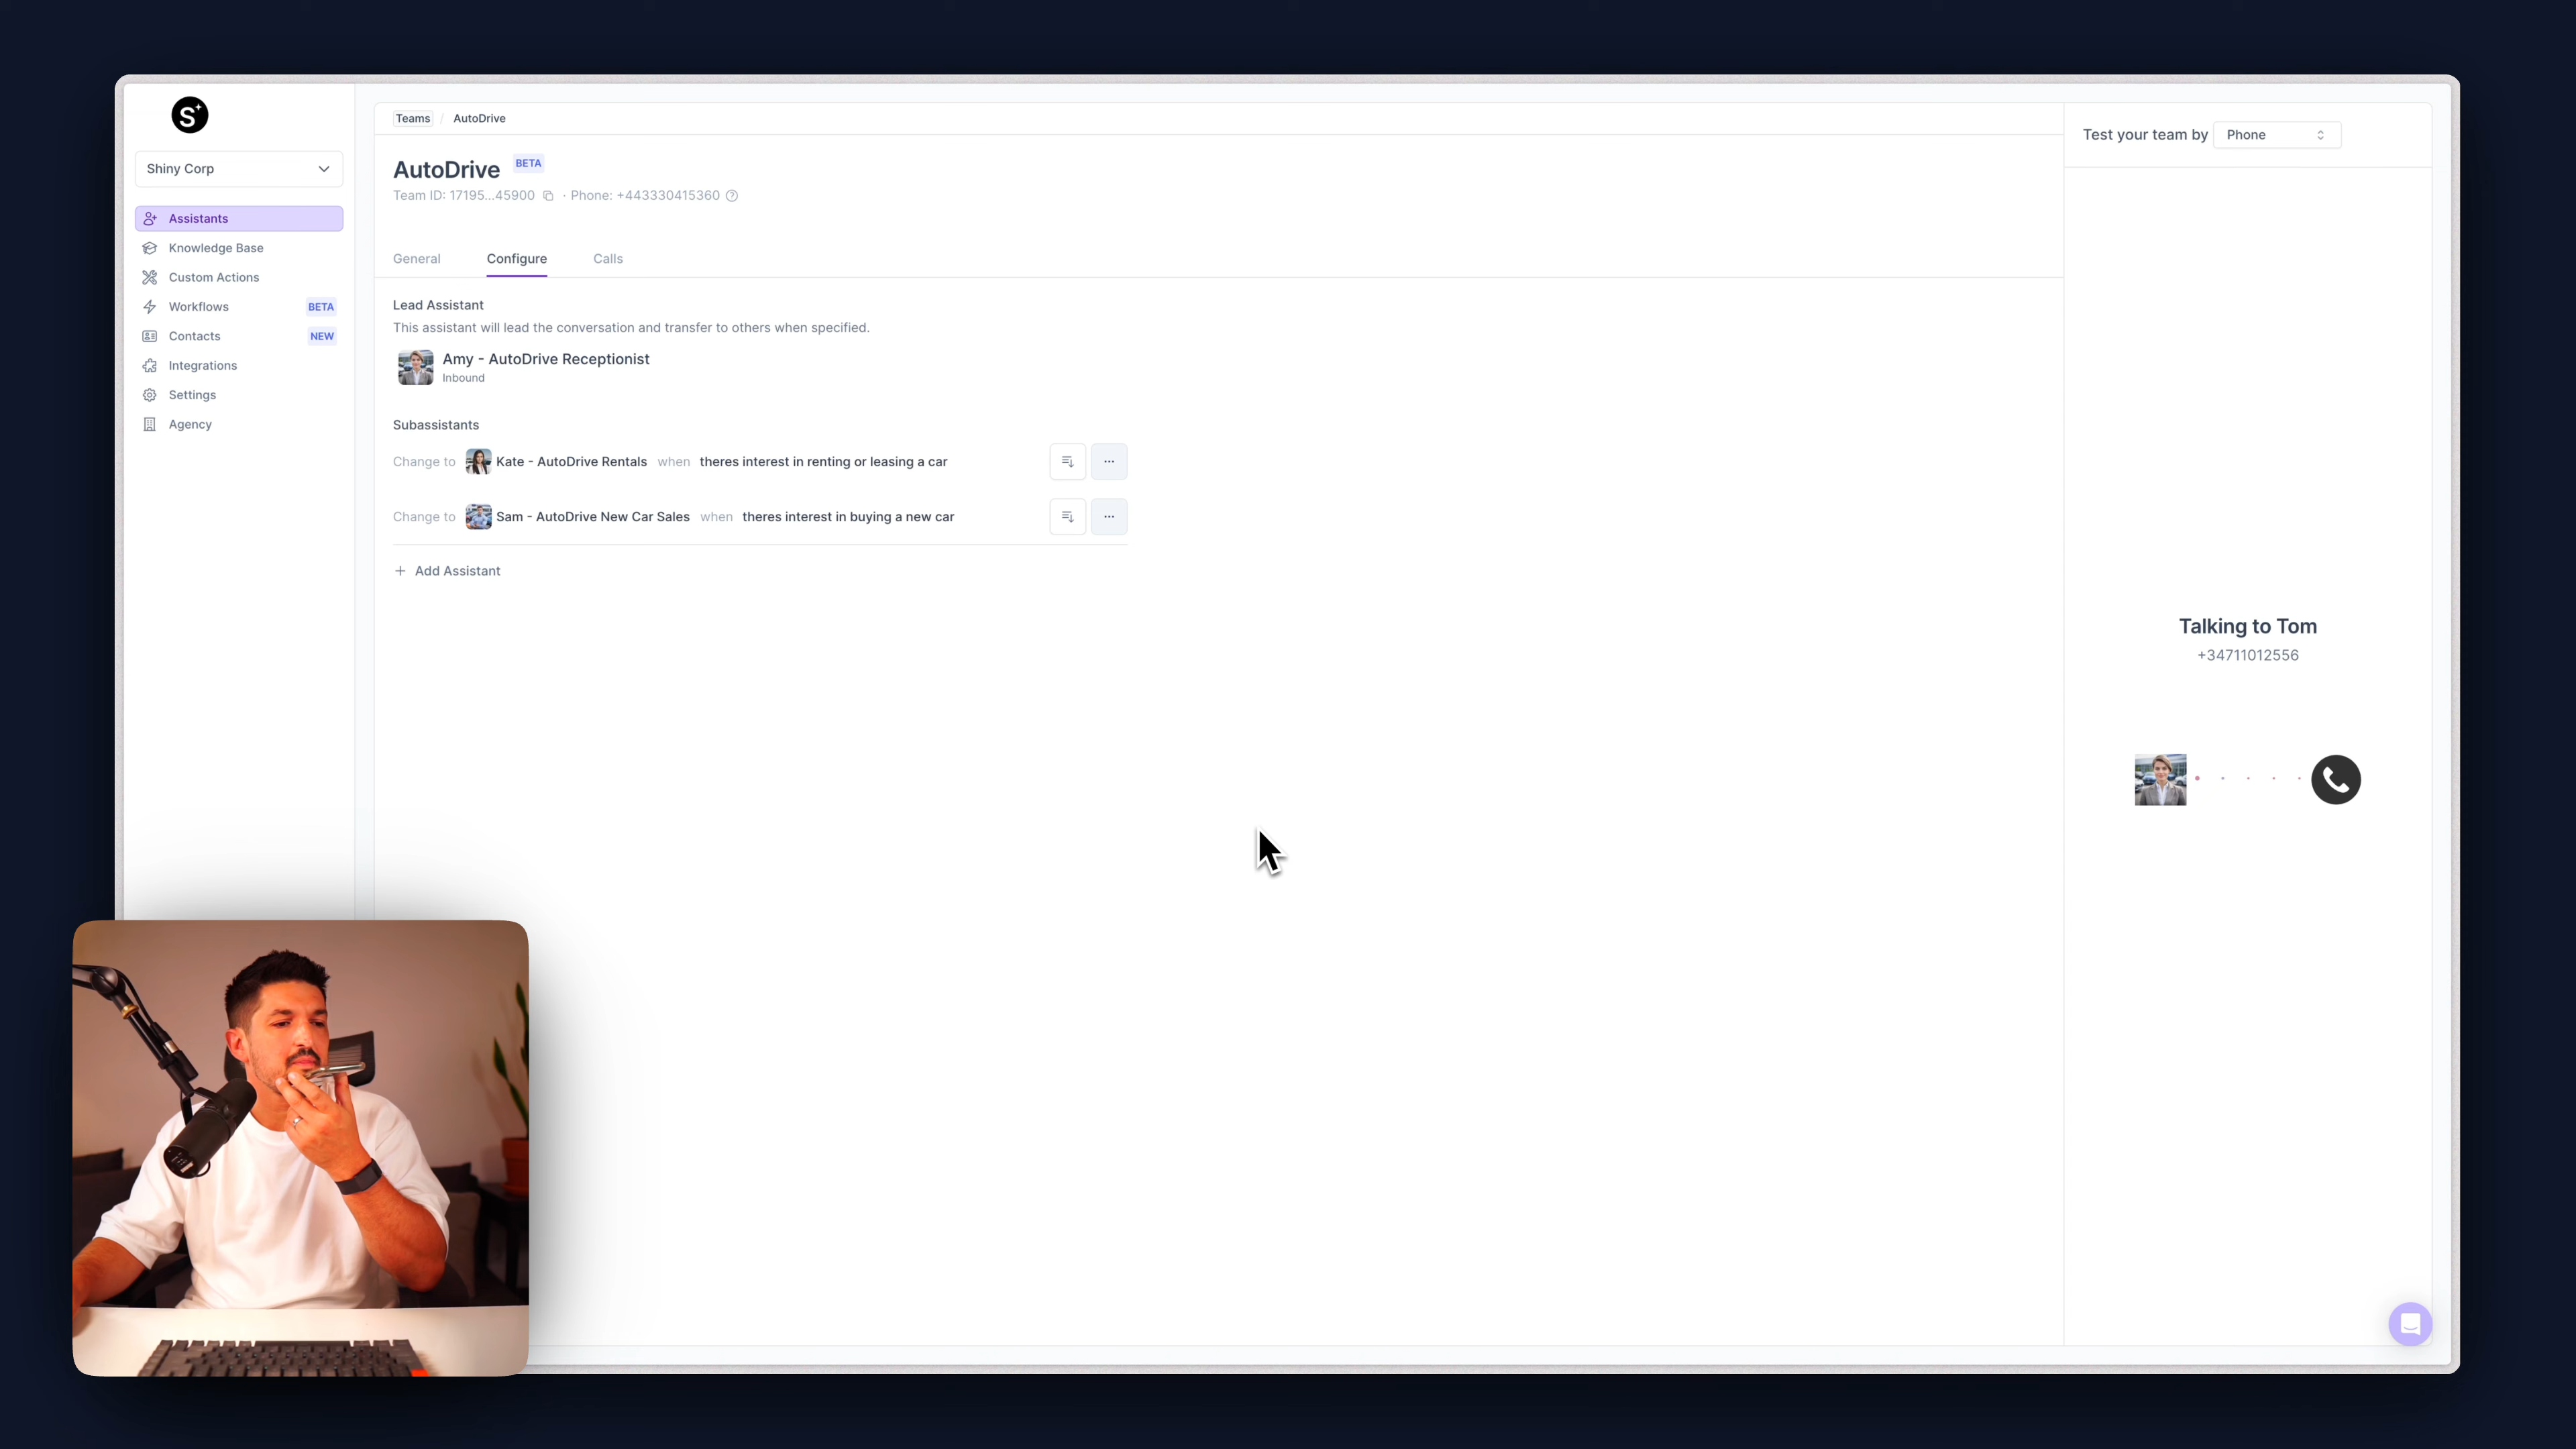 S
Shiny Corp
Assistants
Knowledge Base
Custom Actions
Workflows BETA
Contacts NEW
Integrations
Settings
Agency
Teams / AutoDrive
AutoDrive BETA
Team ID: 17195...45900 · Phone: +443330415360
General Configure Calls
Lead Assistant
This assistant will lead the conversation and transfer to others when specified.
Amy - AutoDrive Receptionist
Inbound
Subassistants
Change to Kate - AutoDrive Rentals when theres interest in renting or leasing a car
Change to Sam - AutoDrive New Car Sales when theres interest in buying a new car
+ Add Assistant
Test your team by Phone
Talking to Tom
+34711012556